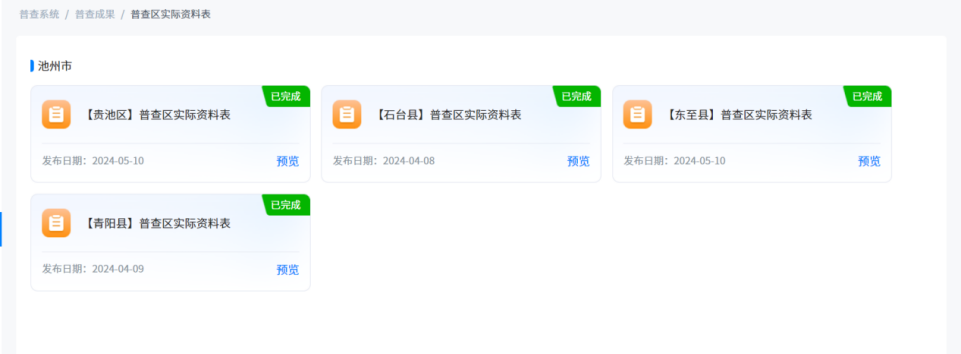 普查系统 / 普查成果 / 普查区实际资料表
池州市
已完成
【贵池区】普查区实际资料表
发布日期：2024-05-10 预览
已完成
【石台县】普查区实际资料表
发布日期：2024-04-08 预览
已完成
【东至县】普查区实际资料表
发布日期：2024-05-10 预览
已完成
【青阳县】普查区实际资料表
发布日期：2024-04-09 预览